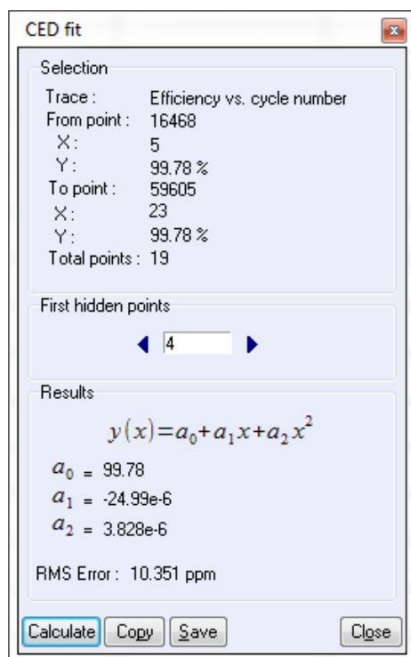 CED fit
Selection
Trace : Efficiency vs. cycle number
From point : 16468
X : 5
Y : 99.78 %
To point : 59605
X : 23
Y : 99.78 %
Total points : 19
First hidden points
4
Results
y(x)=a₀+a₁x+a₂x²
a₀ = 99.78
a₁ = -24.99e-6
a₂ = 3.828e-6
RMS Error : 10.351 ppm
Calculate Copy Save Close